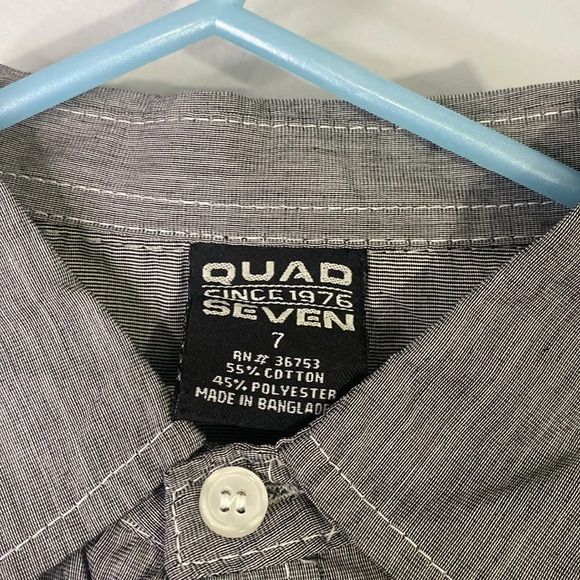 QUAD
SINCE 1976
SEVEN
7
RN# 36753
55% COTTON
45% POLYESTER
MADE IN BANGLADE